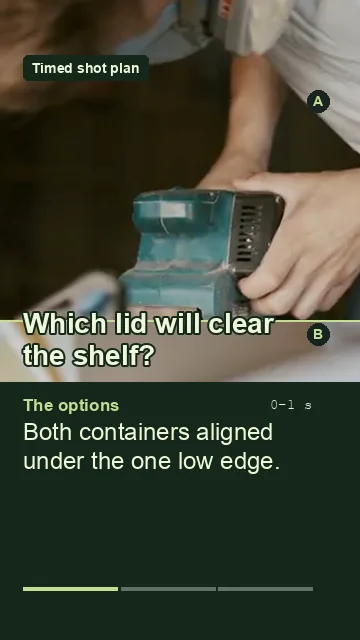 Timed shot plan
A
Which lid will clear
the shelf?
B
The options
0–1 s
Both containers aligned
under the one low edge.